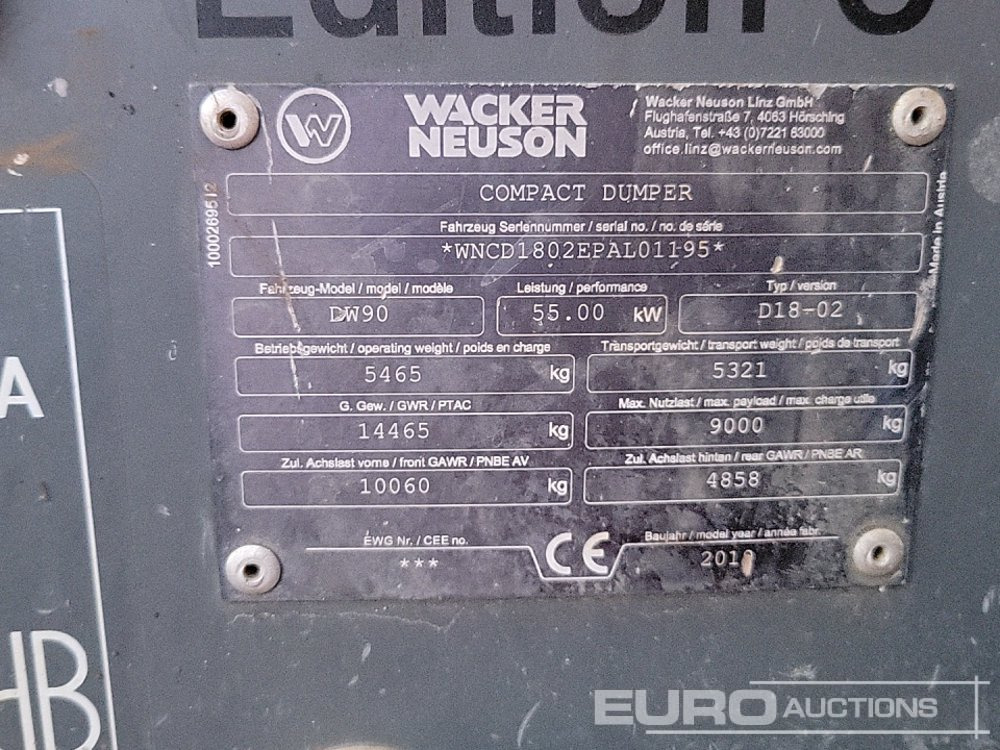 Edition
W
WACKER
NEUSON
Wacker Neuson Linz GmbH
Flughafenstraße 7, 4063 Hörsching
Austria, Tel. +43 (0)7221 63000
office.linz@wackerneuson.com
1000269512
Made in Austria
COMPACT DUMPER
Fahrzeug Seriennummer / serial no. / no. de série
*WNCD1802EPAL01195*
Fahrzeug-Model / model / modèle
DW90
Leistung / performance
55.00 kW
Typ / version
D18-02
Betriebsgewicht / operating weight / poids en charge
5465 kg
Transportgewicht / transport weight / poids de transport
5321 kg
G. Gew. / GWR / PTAC
14465 kg
Max. Nutzlast / max. payload / max. charge utile
9000 kg
Zul. Achslast vorne / front GAWR / PNBE AV
10060 kg
Zul. Achslast hinten / rear GAWR / PNBE AR
4858 kg
EWG Nr. / CEE no.
***
CE
Baujahr / model year / année fabr.
A
HB
EURO AUCTIONS